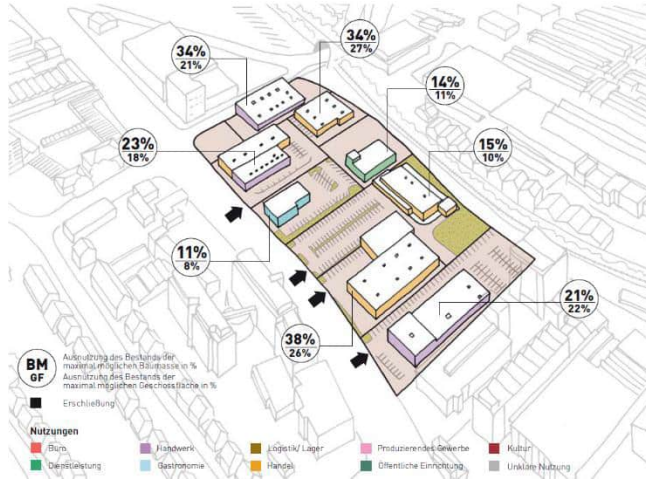 34%
27%
34%
21%
14%
11%
23%
18%
15%
10%
11%
8%
21%
22%
38%
26%
BM
GF
Ausnutzung des Bestands der
maximal möglichen Baumasse in %
Ausnutzung des Bestands der
maximal möglichen Geschossfläche in %
Erschließung
Nutzungen
Büro
Handwerk
Logistik/ Lager
Produzierendes Gewerbe
Kultur
Dienstleistung
Gastronomie
Handel
Öffentliche Einrichtung
Unklare Nutzung